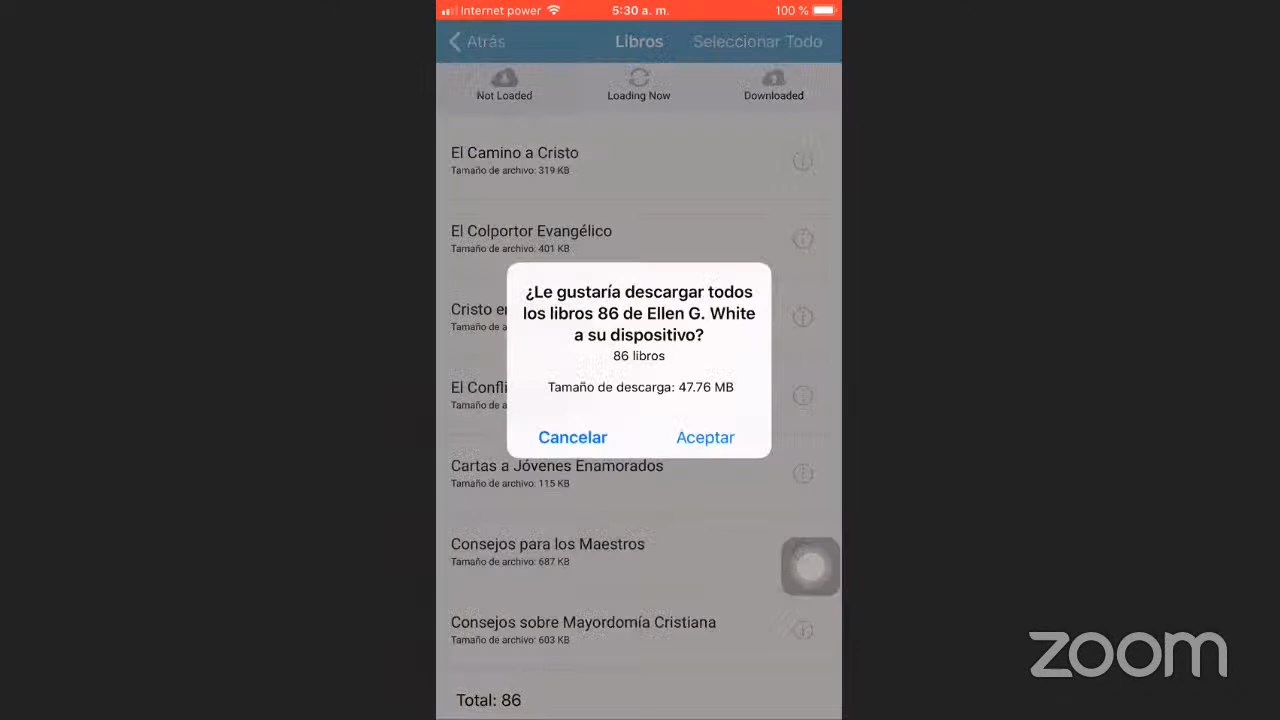 Internet power 5:30 a. m. 100 %
Atrás Libros Seleccionar Todo
Not Loaded Loading Now Downloaded
El Camino a Cristo
Tamaño de archivo: 319 KB
El Colportor Evangélico
Tamaño de archivo: 401 KB
¿Le gustaría descargar todos
los libros 86 de Ellen G. White
a su dispositivo?
86 libros
Tamaño de descarga: 47.76 MB
Cancelar Aceptar
Cristo
Tamaño de
El
Tamaño de
Cartas a Jóvenes Enamorados
Tamaño de archivo: 115 KB
Consejos para los Maestros
Tamaño de archivo: 687 KB
Consejos sobre Mayordomía Cristiana
Tamaño de archivo: 603 KB
Total: 86
zoom